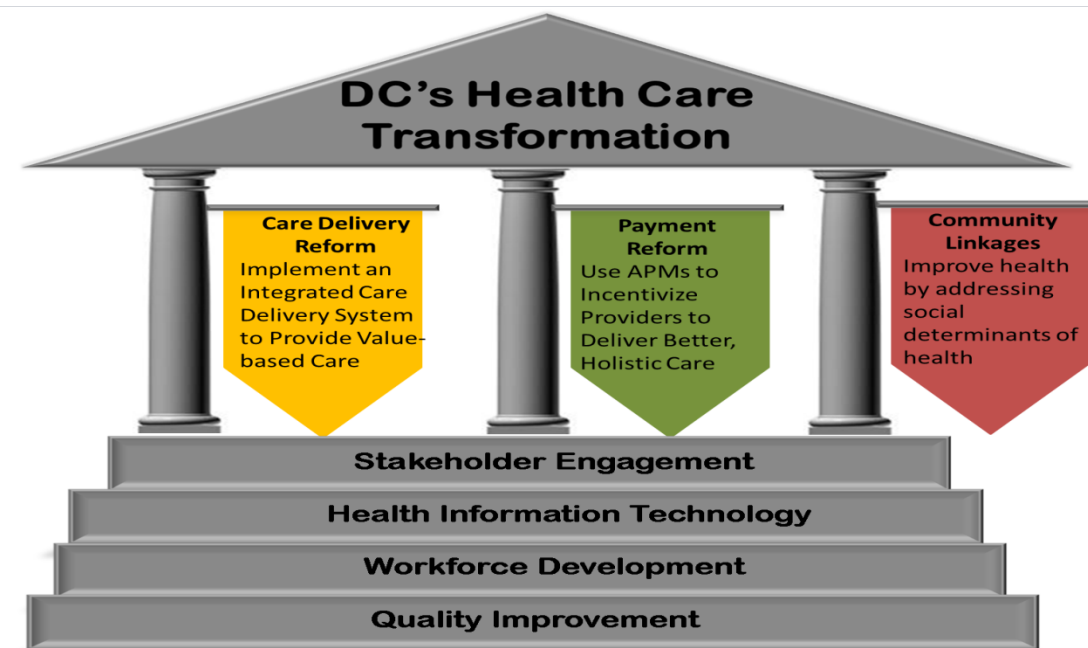 DC's Health Care
Transformation
Care Delivery
Reform
Implement an
Integrated Care
Delivery System
to Provide Value-
based Care
Payment
Reform
Use APMs to
Incentivize
Providers to
Deliver Better,
Holistic Care
Community
Linkages
Improve health
by addressing
social
determinants of
health
Stakeholder Engagement
Health Information Technology
Workforce Development
Quality Improvement